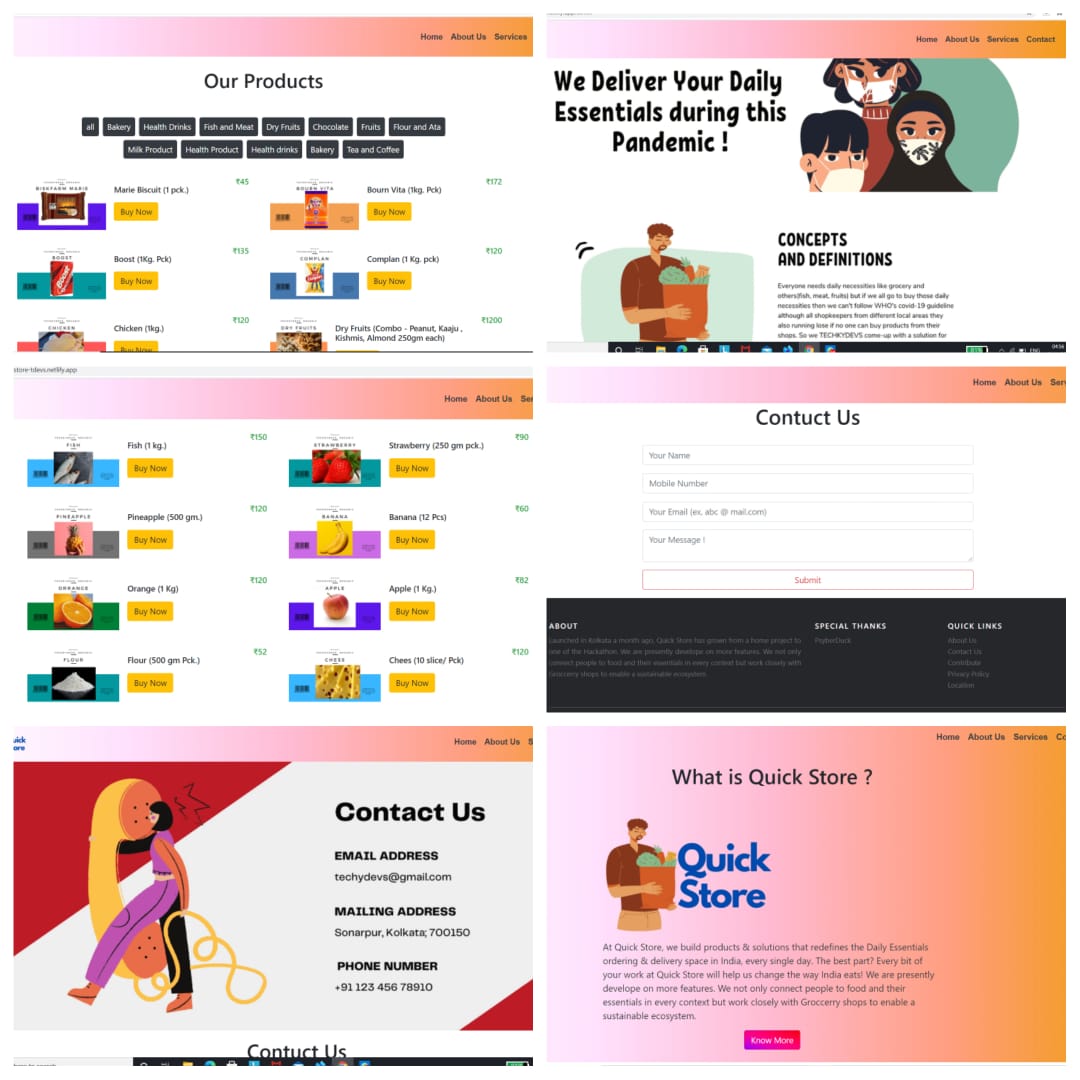 Home About Us Services
Our Products
all Bakery Health Drinks Fish and Meat Dry Fruits Chocolate Fruits Flour and Ata
Milk Product Health Product Health drinks Bakery Tea and Coffee
BISKFARM MARIE
Marie Biscuit (1 pck.)
₹45
Buy Now
BOURN VITA
Bourn Vita (1kg. Pck)
₹172
Buy Now
BOOST
Boost (1Kg. Pck)
₹135
Buy Now
COMPLAN
Complan (1 Kg. pck)
₹120
Buy Now
CHICKEN
Chicken (1kg.)
₹120
Buy Now
DRY FRUITS
Dry Fruits (Combo - Peanut, Kaaju ,
Kishmis, Almond 250gm each)
₹1200
Home About Us Services Contact
We Deliver Your Daily
Essentials during this
Pandemic !
CONCEPTS
AND DEFINITIONS
Everyone needs daily necessities like grocery and
others(fish, meat, fruits) but if we all go to buy those daily
necessities then we can't follow WHO's covid-19 guideline
although all shopkeepers from different local areas they
also running lose if no one can buy products from their
shops. So we TECHKYDEVS come-up with a solution for
ENG
04:56
store-tdevs.netlify.app
Home About Us Se
FISH
Fish (1 kg.)
₹150
Buy Now
STRAWBERRY
Strawberry (250 gm pck.)
₹90
Buy Now
PINEAPPLE
Pineapple (500 gm.)
₹120
Buy Now
BANANA
Banana (12 Pcs)
₹60
Buy Now
ORRANGE
Orange (1 Kg)
₹120
Buy Now
APPLE
Apple (1 Kg.)
₹82
Buy Now
FLOUR
Flour (500 gm Pck.)
₹52
Buy Now
CHESE
Chees (10 slice/ Pck)
₹120
Buy Now
Home About Us Ser
Contuct Us
Your Name
Mobile Number
Your Email (ex, abc @ mail.com)
Your Message !
Submit
ABOUT
Launched in Kolkata a month ago, Quick Store has grown from a home project to
one of the Hackathon. We are presently develope on more features. We not only
connect people to food and their essentials in every context but work closely with
Groccerry shops to enable a sustainable ecosystem.
SPECIAL THANKS
PsyberDuck
QUICK LINKS
About Us
Contact Us
Contribute
Privacy Policy
Location
uick
ore
Home About Us S
Contact Us
EMAIL ADDRESS
techydevs@gmail.com
MAILING ADDRESS
Sonarpur, Kolkata; 700150
PHONE NUMBER
+91 123 456 78910
Contuct Us
Home About Us Services Co
What is Quick Store ?
Quick
Store
At Quick Store, we build products & solutions that redefines the Daily Essentials
ordering & delivery space in India, every single day. The best part? Every bit of
your work at Quick Store will help us change the way India eats! We are presently
develope on more features. We not only connect people to food and their
essentials in every context but work closely with Groccerry shops to enable a
sustainable ecosystem.
Know More